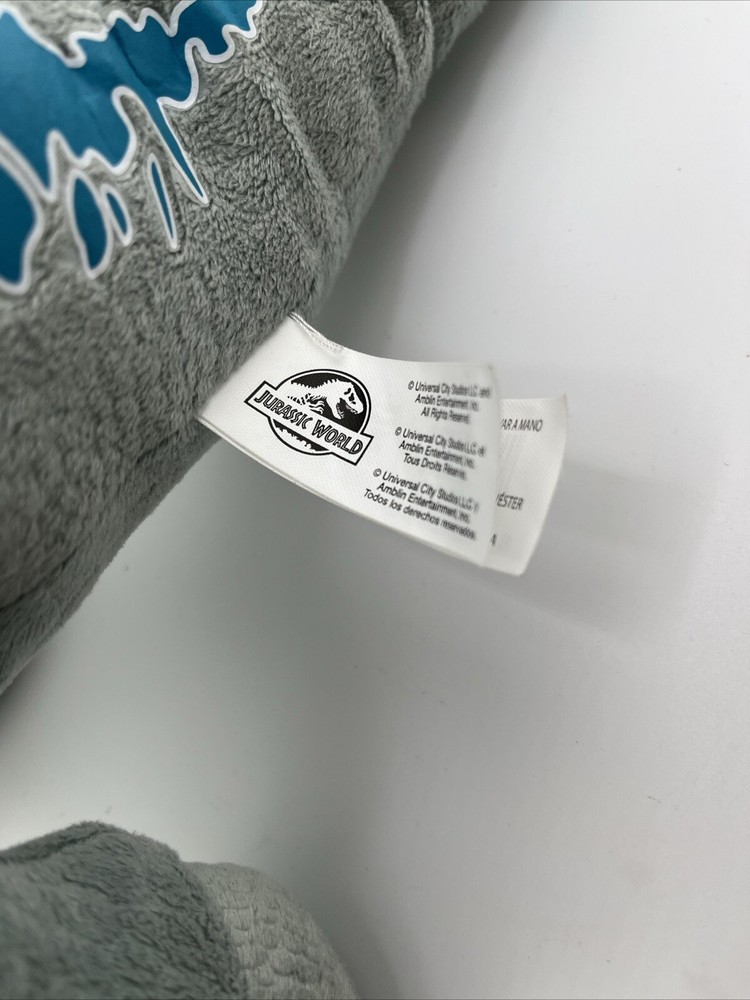 JURASSIC WORLD
© Universal City Studios LLC and
Amblin Entertainment, Inc.
All Rights Reserved.
© Universal City Studios LLC. et
Amblin Entertainment, Inc.
Tous Droits Réservés.
© Universal City Studios LLC y
Amblin Entertainment, Inc.
Todos los derechos reservados.
VAR A MANO
ÉSTER
A